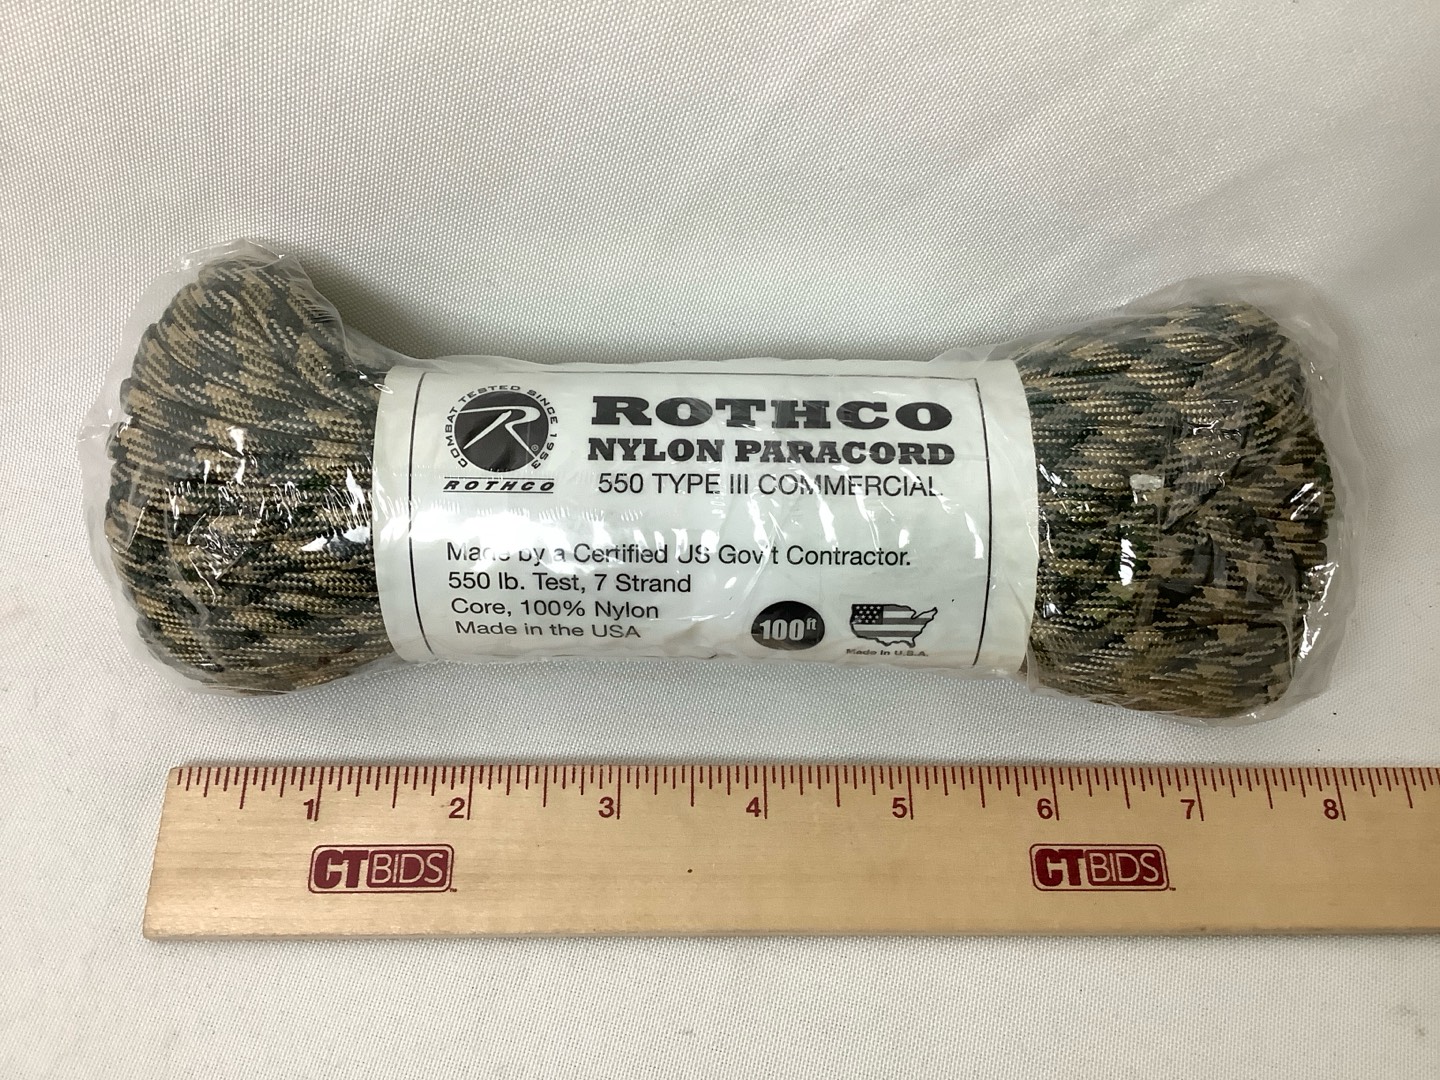 COMBAT TESTED SINCE 1953
R
®
ROTHCO
ROTHCO
NYLON PARACORD
550 TYPE III COMMERCIAL
Made by a Certified US Gov't Contractor.
550 lb. Test, 7 Strand
Core, 100% Nylon
Made in the USA
100ft
Made in U.S.A.
1 2 3 4 5 6 7 8
CTBIDS™ CTBIDS™